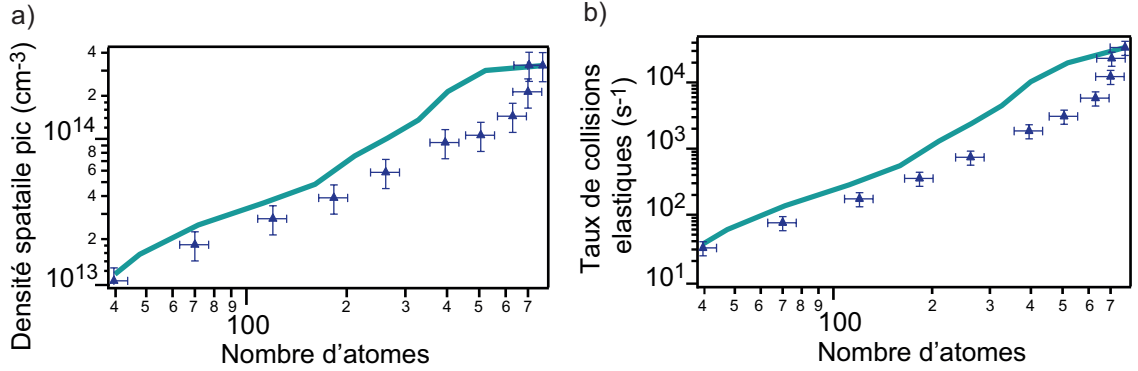 a)
Densité spataile pic (cm-3)
4
2
10^14
8
6
4
2
10^13
4 5 6 7 8 9 100 2 3 4 5 6 7
Nombre d'atomes
b)
Taux de collisions
elastiques (s-1)
10^4
10^3
10^2
10^1
4 5 6 7 8 9 100 2 3 4 5 6 7
Nombre d'atomes